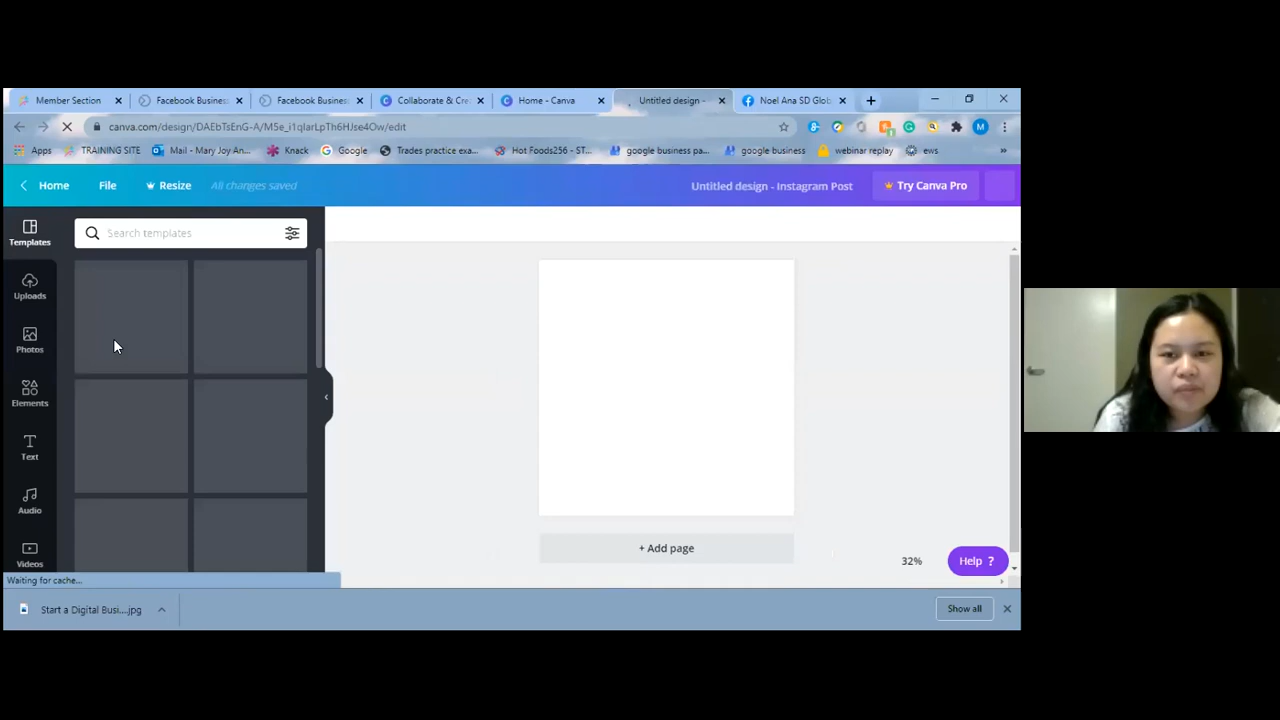 Member Section
Facebook Busines
Facebook Busines
Collaborate & Cre
Home - Canva
Untitled design -
Noel Ana SD Glob
canva.com/design/DAEbTsEnG-A/M5e_i1qIarLpTh6HJse4Ow/edit
M
Apps
TRAINING SITE
Mail - Mary Joy An...
Knack
Google
Trades practice exa...
Hot Foods256 - ST...
google business pa...
google business
webinar replay
ews
Home
File
Resize
All changes saved
Untitled design - Instagram Post
Try Canva Pro
Templates
Search templates
Uploads
Photos
Elements
Text
Audio
Videos
+ Add page
32%
Help ?
Waiting for cache...
Start a Digital Busi....jpg
Show all